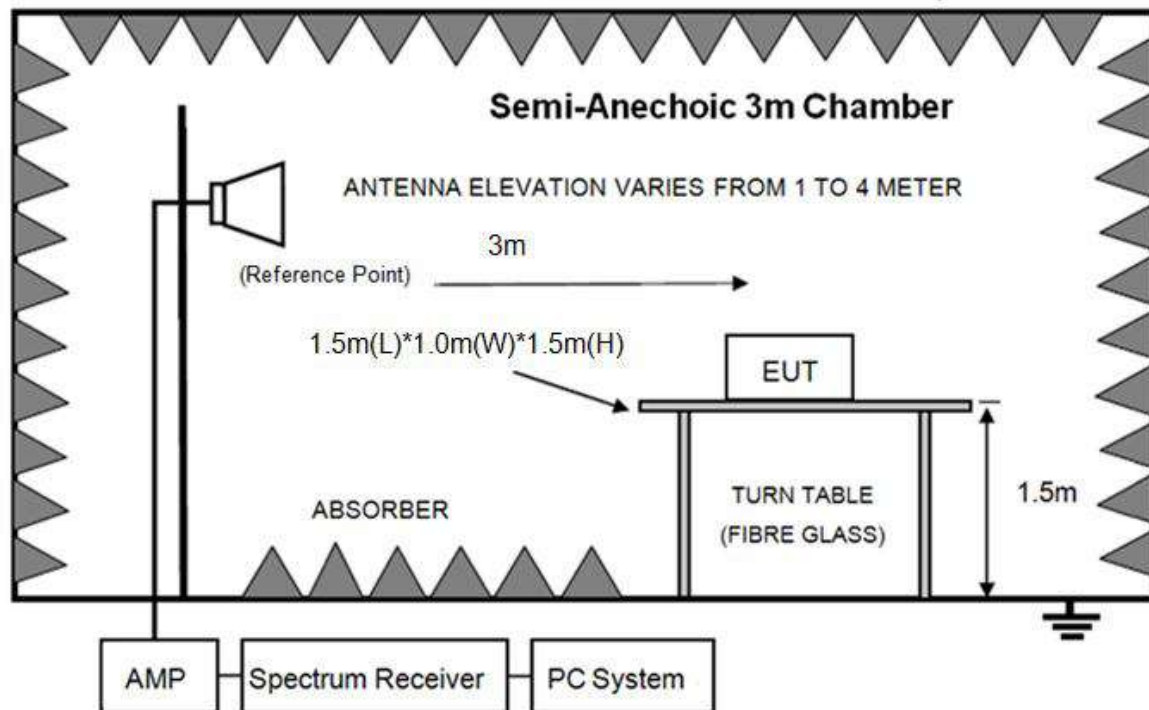 Semi-Anechoic 3m Chamber
ANTENNA ELEVATION VARIES FROM 1 TO 4 METER
3m
(Reference Point)
1.5m(L)*1.0m(W)*1.5m(H)
EUT
ABSORBER
TURN TABLE
(FIBRE GLASS)
1.5m
AMP
Spectrum Receiver
PC System